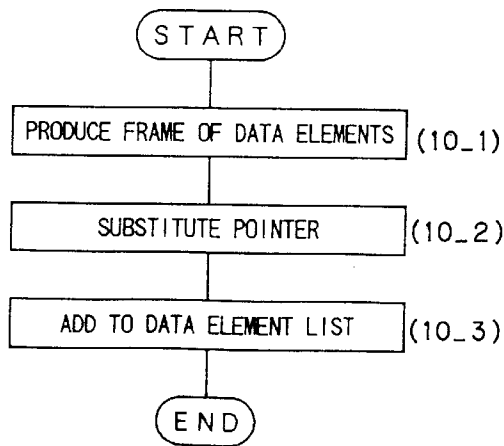 START
PRODUCE FRAME OF DATA ELEMENTS (10_1)
SUBSTITUTE POINTER (10_2)
ADD TO DATA ELEMENT LIST (10_3)
END